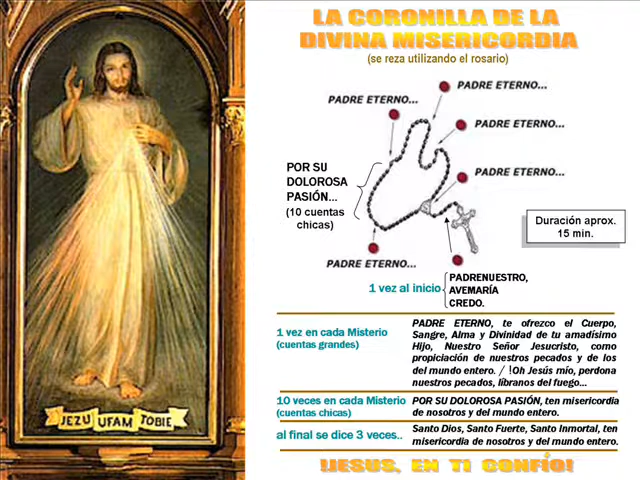 LA CORONILLA DE LA
DIVINA MISERICORDIA
(se reza utilizando el rosario)
PADRE ETERNO...
PADRE ETERNO...
PADRE ETERNO...
PADRE ETERNO...
POR SU
DOLOROSA
PASIÓN...
(10 cuentas
chicas)
Duración aprox.
15 min.
PADRE ETERNO...
1 vez al inicio
PADRENUESTRO,
AVEMARÍA
CREDO.
1 vez en cada Misterio
(cuentas grandes)
PADRE ETERNO, te ofrezco el Cuerpo,
Sangre, Alma y Divinidad de tu amadísimo
Hijo, Nuestro Señor Jesucristo, como
propiciación de nuestros pecados y de los
del mundo entero. / !Oh Jesús mío, perdona
nuestros pecados, líbranos del fuego...
10 veces en cada Misterio
(cuentas chicas)
POR SU DOLOROSA PASIÓN, ten misericordia
de nosotros y del mundo entero.
al final se dice 3 veces..
Santo Dios, Santo Fuerte, Santo Inmortal, ten
misericordia de nosotros y del mundo entero.
!JESUS, EN TI CONFÍO!
JEZU UFAM TOBIE